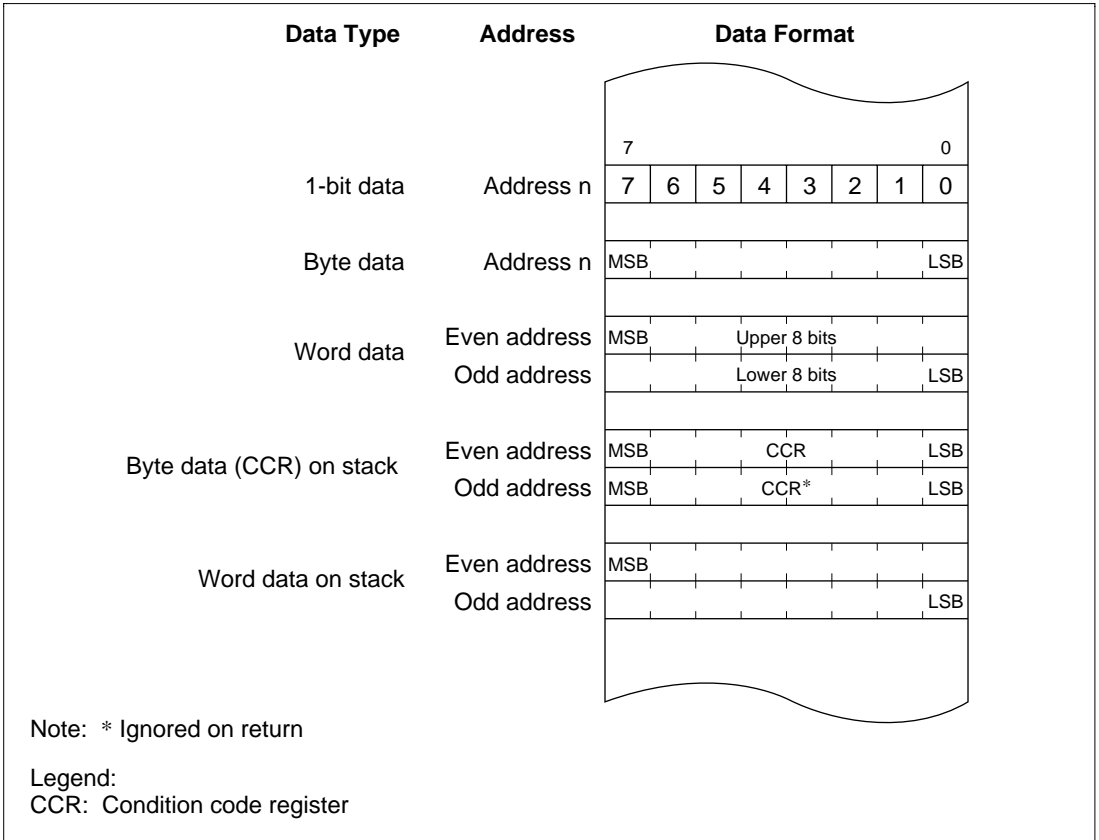 Data Type Address Data Format
7 0
1-bit data Address n 7 6 5 4 3 2 1 0
Byte data Address n MSB LSB
Word data
Even address MSB Upper 8 bits
Odd address Lower 8 bits LSB
Byte data (CCR) on stack
Even address MSB CCR LSB
Odd address MSB CCR* LSB
Word data on stack
Even address MSB
Odd address LSB
Note: * Ignored on return
Legend:
CCR: Condition code register